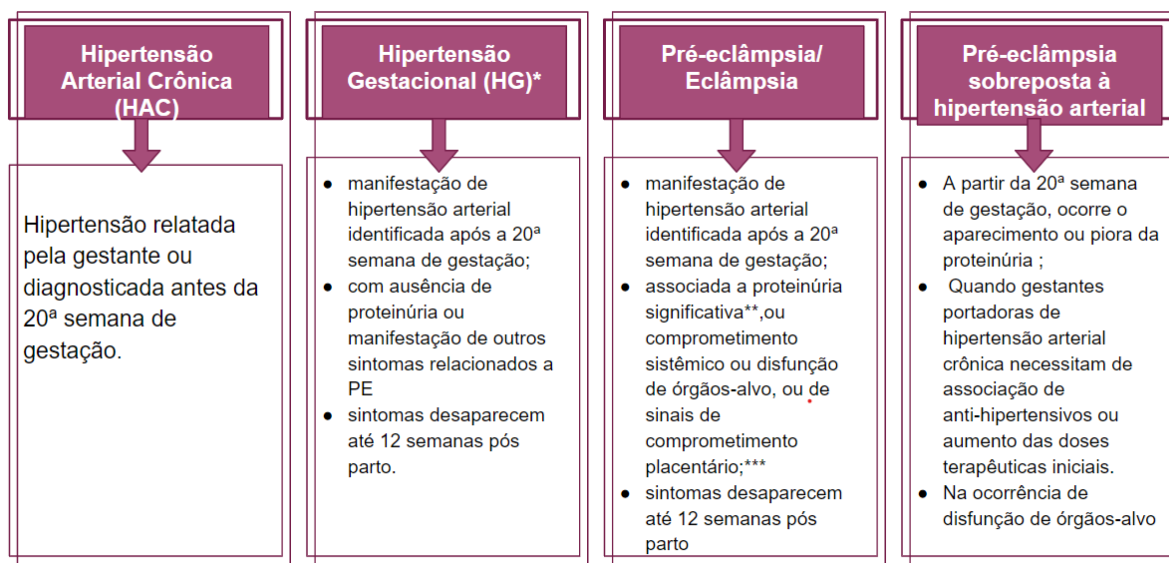 Hipertensão
Arterial Crônica
(HAC)
Hipertensão relatada
pela gestante ou
diagnosticada antes da
20ª semana de
gestação.
Hipertensão
Gestacional (HG)*
● manifestação de
hipertensão arterial
identificada após a 20ª
semana de gestação;
● com ausência de
proteinúria ou
manifestação de outros
sintomas relacionados a
PE
● sintomas desaparecem
até 12 semanas pós
parto.
Pré-eclâmpsia/
Eclâmpsia
● manifestação de
hipertensão arterial
identificada após a 20ª
semana de gestação;
● associada a proteinúria
significativa**,ou
comprometimento
sistêmico ou disfunção
de órgãos-alvo, ou de
sinais de
comprometimento
placentário;***
● sintomas desaparecem
até 12 semanas pós
parto
Pré-eclâmpsia
sobreposta à
hipertensão arterial
● A partir da 20ª semana
de gestação, ocorre o
aparecimento ou piora da
proteinúria ;
● Quando gestantes
portadoras de
hipertensão arterial
crônica necessitam de
associação de
anti-hipertensivos ou
aumento das doses
terapêuticas iniciais.
● Na ocorrência de
disfunção de órgãos-alvo